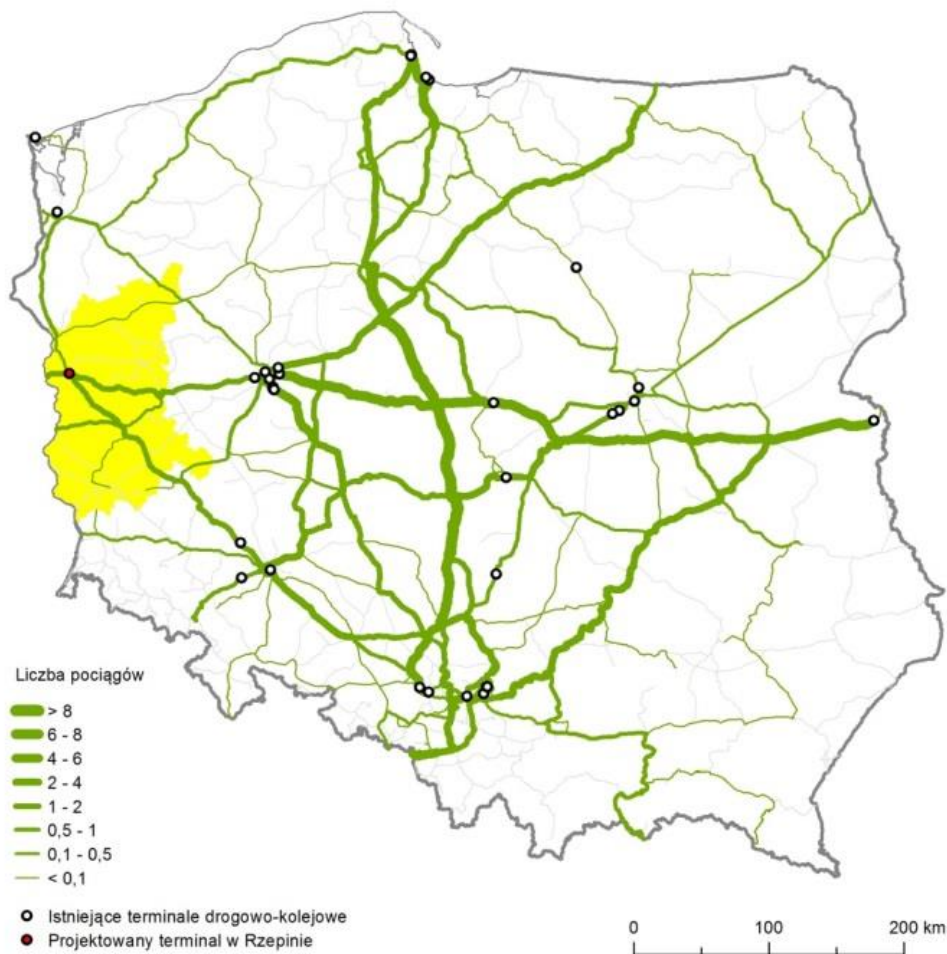 Liczba pociągów
> 8
6 - 8
4 - 6
2 - 4
1 - 2
0,5 - 1
0,1 - 0,5
< 0,1
Istniejące terminale drogowo-kolejowe
Projektowany terminal w Rzepinie
0 100 200 km